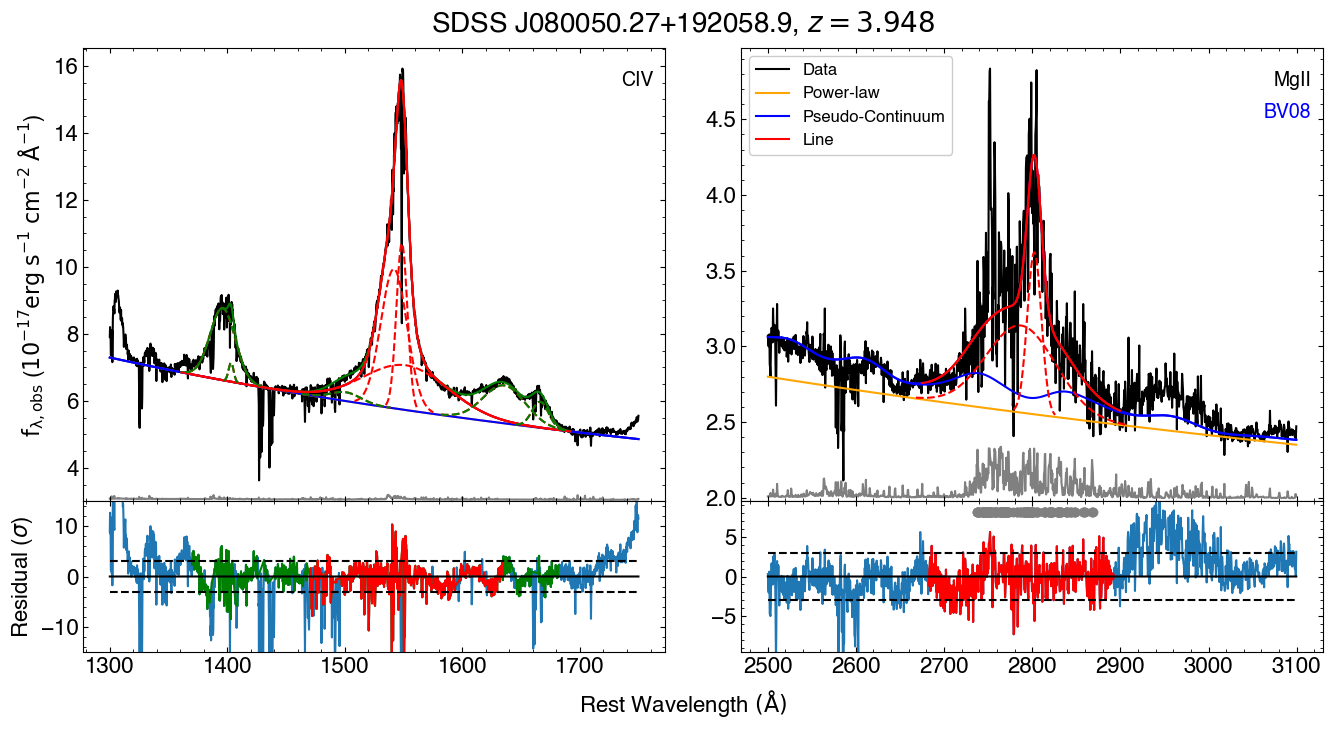 SDSS J080050.27+192058.9, z = 3.948
CIV
16
14
12
10
8
6
4
f_λ,obs (10⁻¹⁷erg s⁻¹ cm⁻² Å⁻¹)
Data
Power-law
Pseudo-Continuum
Line
MgII
BV08
4.5
4.0
3.5
3.0
2.5
2.0
10
0
−10
Residual (σ)
5
0
−5
1300 1400 1500 1600 1700
2500 2600 2700 2800 2900 3000 3100
Rest Wavelength (Å)